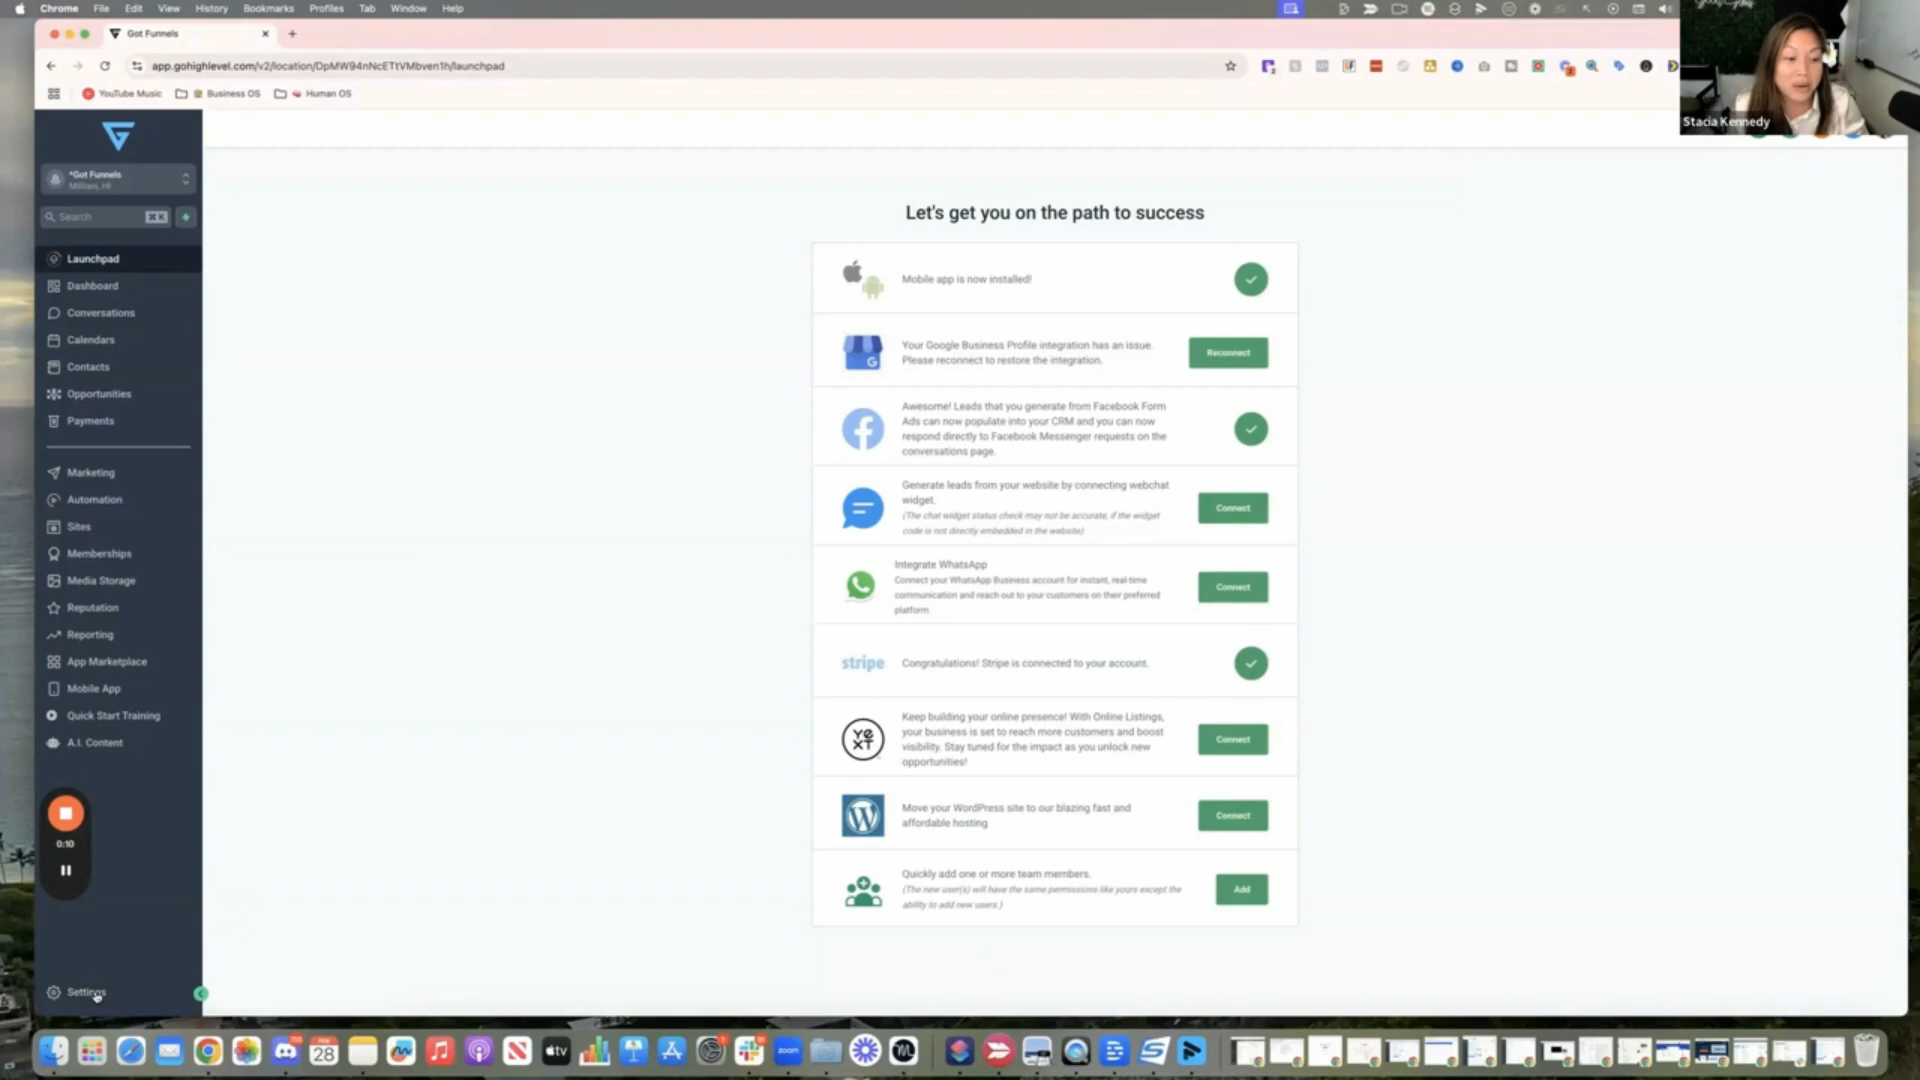 Chrome File Edit View History Bookmarks Profiles Tab Window Help
Got Funnels
app.gohighlevel.com/v2/location/DpMW94nNcETtVMbven1h/launchpad
YouTube Music Business OS Human OS
Stacia Kennedy
*Got Funnels
Mililani, HI
Search ⌘K
Launchpad
Dashboard
Conversations
Calendars
Contacts
Opportunities
Payments
Marketing
Automation
Sites
Memberships
Media Storage
Reputation
Reporting
App Marketplace
Mobile App
Quick Start Training
A.I. Content
0:10
Settings
Let's get you on the path to success
Mobile app is now installed!
Your Google Business Profile integration has an issue.
Please reconnect to restore the integration.
Reconnect
Awesome! Leads that you generate from Facebook Form
Ads can now populate into your CRM and you can now
respond directly to Facebook Messenger requests on the
conversations page.
Generate leads from your website by connecting webchat
widget.
(The chat widget status check may not be accurate, if the widget
code is not directly embedded in the website)
Connect
Integrate WhatsApp
Connect your WhatsApp Business account for instant, real-time
communication and reach out to your customers on their preferred
platform
Connect
stripe
Congratulations! Stripe is connected to your account.
YEXT
Keep building your online presence! With Online Listings,
your business is set to reach more customers and boost
visibility. Stay tuned for the impact as you unlock new
opportunities!
Connect
Move your WordPress site to our blazing fast and
affordable hosting
Connect
Quickly add one or more team members.
(The new user(s) will have the same permissions like yours except the
ability to add new users.)
Add
28
tv
zoom